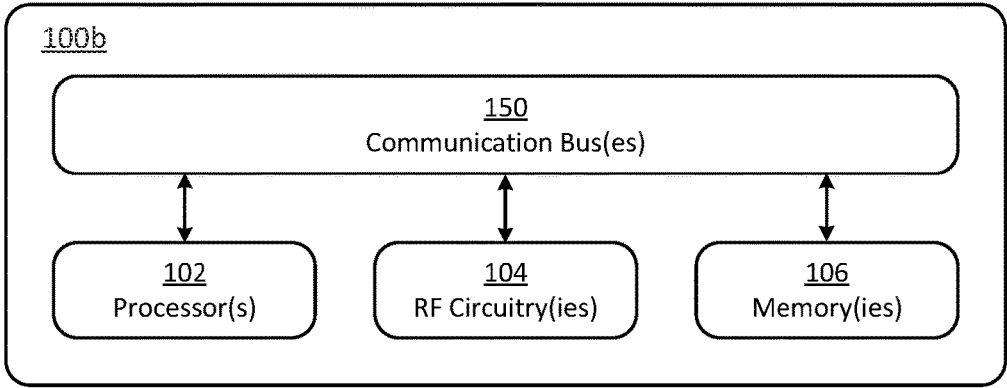 100b
150
Communication Bus(es)
102
Processor(s)
104
RF Circuitry(ies)
106
Memory(ies)